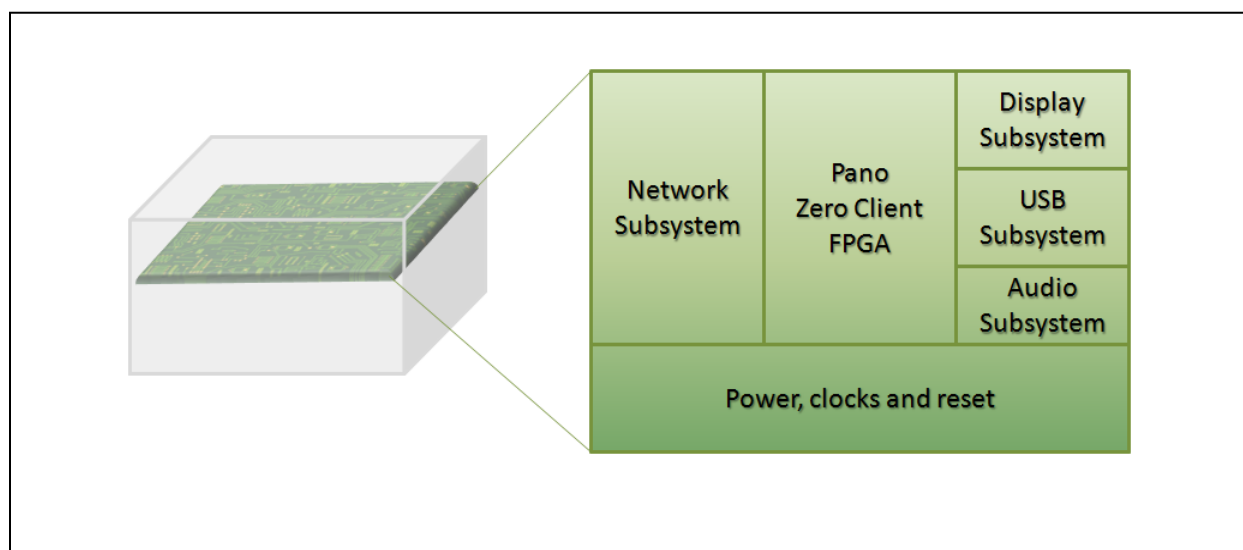 Network
Subsystem
Pano
Zero Client
FPGA
Display
Subsystem
USB
Subsystem
Audio
Subsystem
Power, clocks and reset